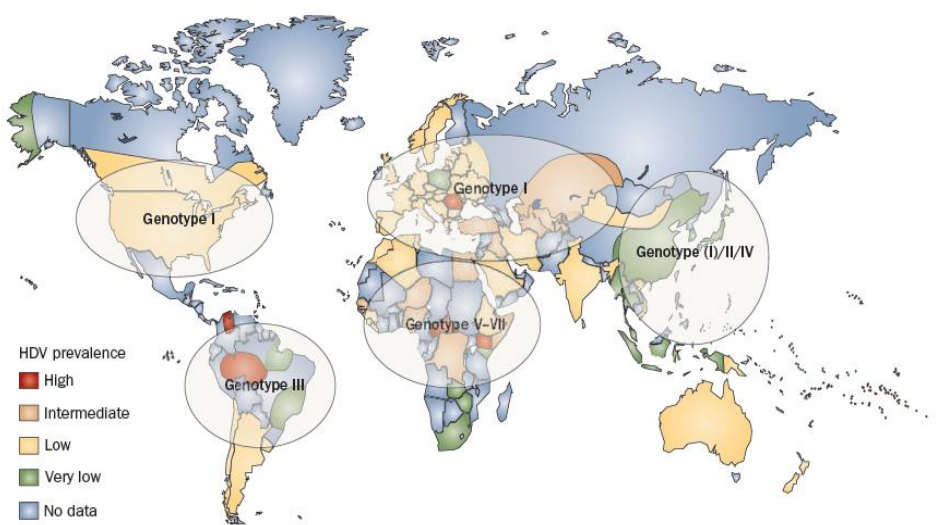 Genotype I
Genotype I
Genotype (I)/II/IV
Genotype V–VII
Genotype III
HDV prevalence
High
Intermediate
Low
Very low
No data